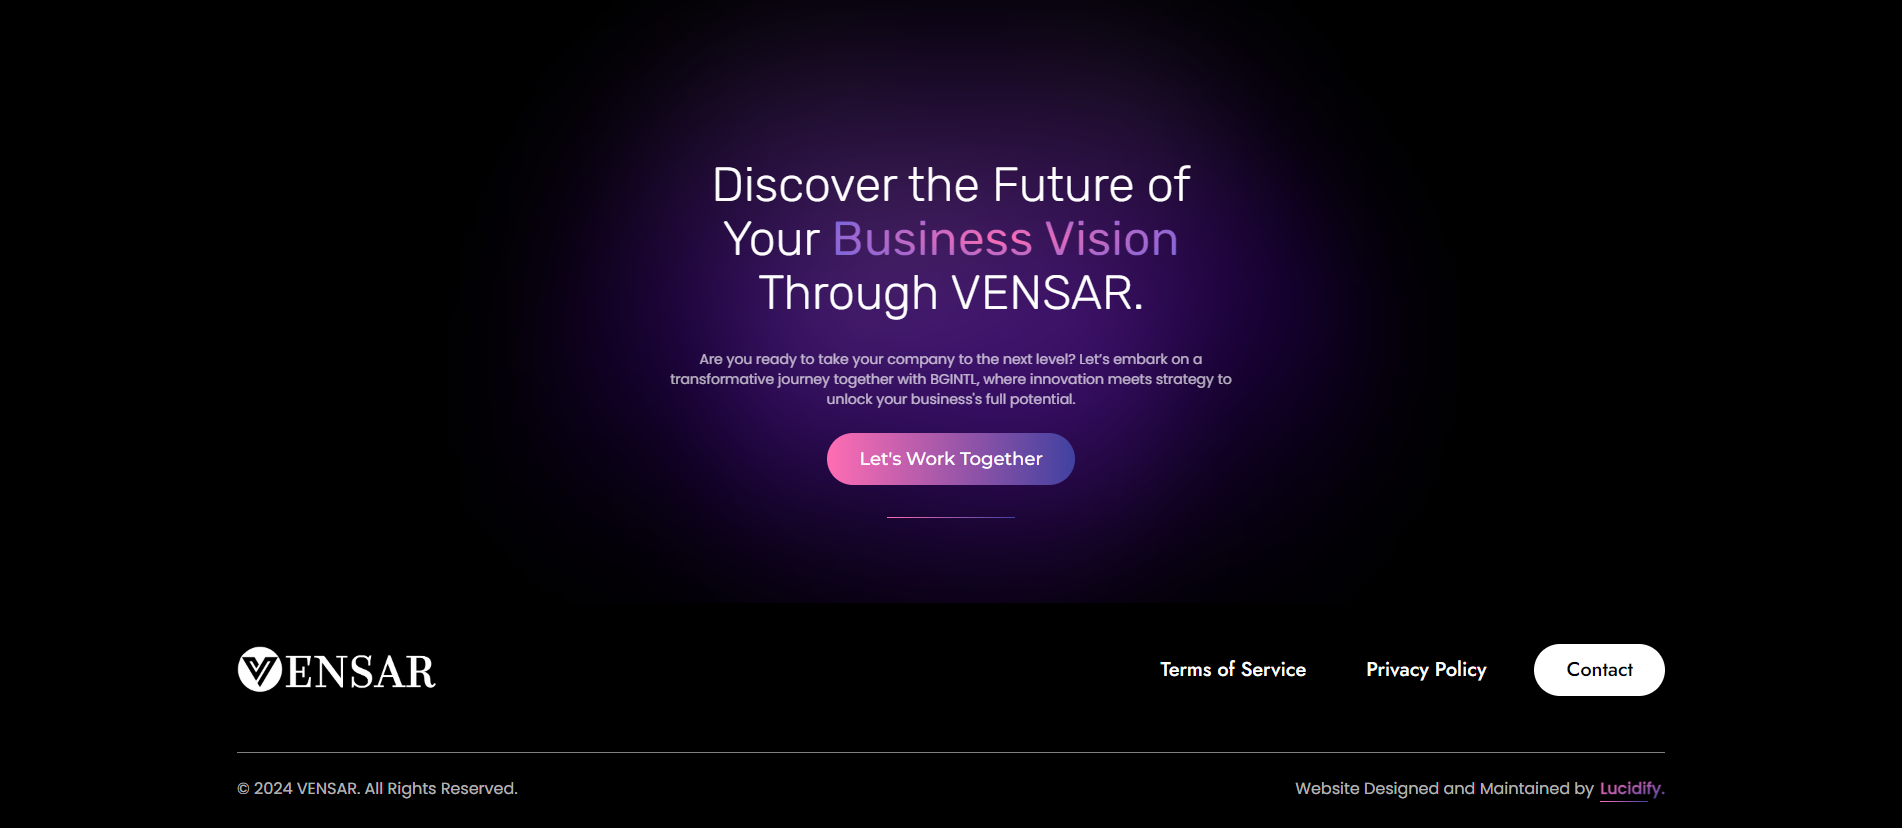 Discover the Future of
Your Business Vision
Through VENSAR.
Are you ready to take your company to the next level? Let’s embark on a
transformative journey together with BGINTL, where innovation meets strategy to
unlock your business's full potential.
Let's Work Together
VENSAR
Terms of Service
Privacy Policy
Contact
© 2024 VENSAR. All Rights Reserved.
Website Designed and Maintained by Lucidify.